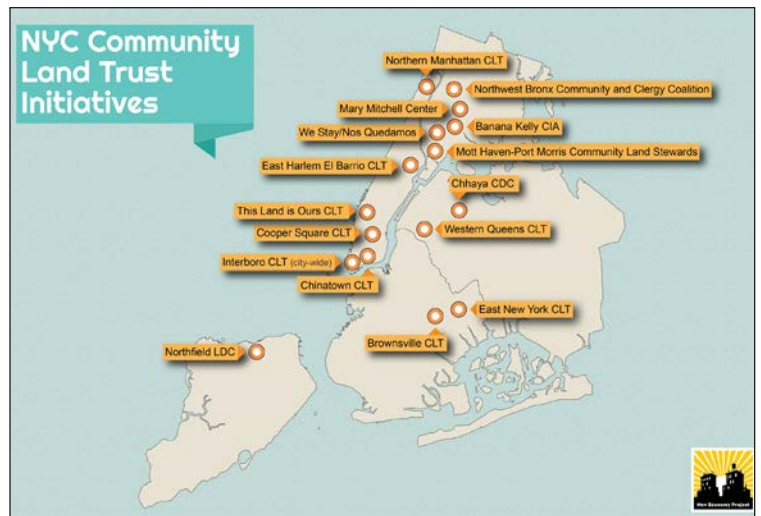 NYC Community
Land Trust
Initiatives
Northern Manhattan CLT
Northwest Bronx Community and Clergy Coalition
Mary Mitchell Center
Banana Kelly CIA
We Stay/Nos Quedamos
Mott Haven-Port Morris Community Land Stewards
East Harlem El Barrio CLT
Chhaya CDC
This Land is Ours CLT
Western Queens CLT
Cooper Square CLT
Interboro CLT (city-wide)
Chinatown CLT
East New York CLT
Brownsville CLT
Northfield LDC
New Economy Project